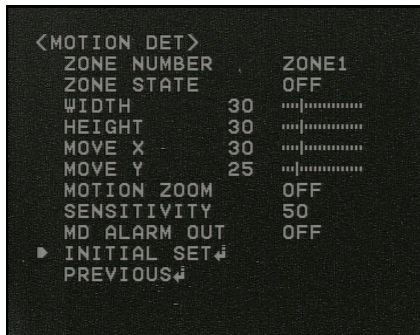 <MOTION DET>
ZONE NUMBER ZONE1
ZONE STATE OFF
WIDTH 30
HEIGHT 30
MOVE X 30
MOVE Y 25
MOTION ZOOM OFF
SENSITIVITY 50
MD ALARM OUT OFF
INITIAL SET↲
PREVIOUS↲